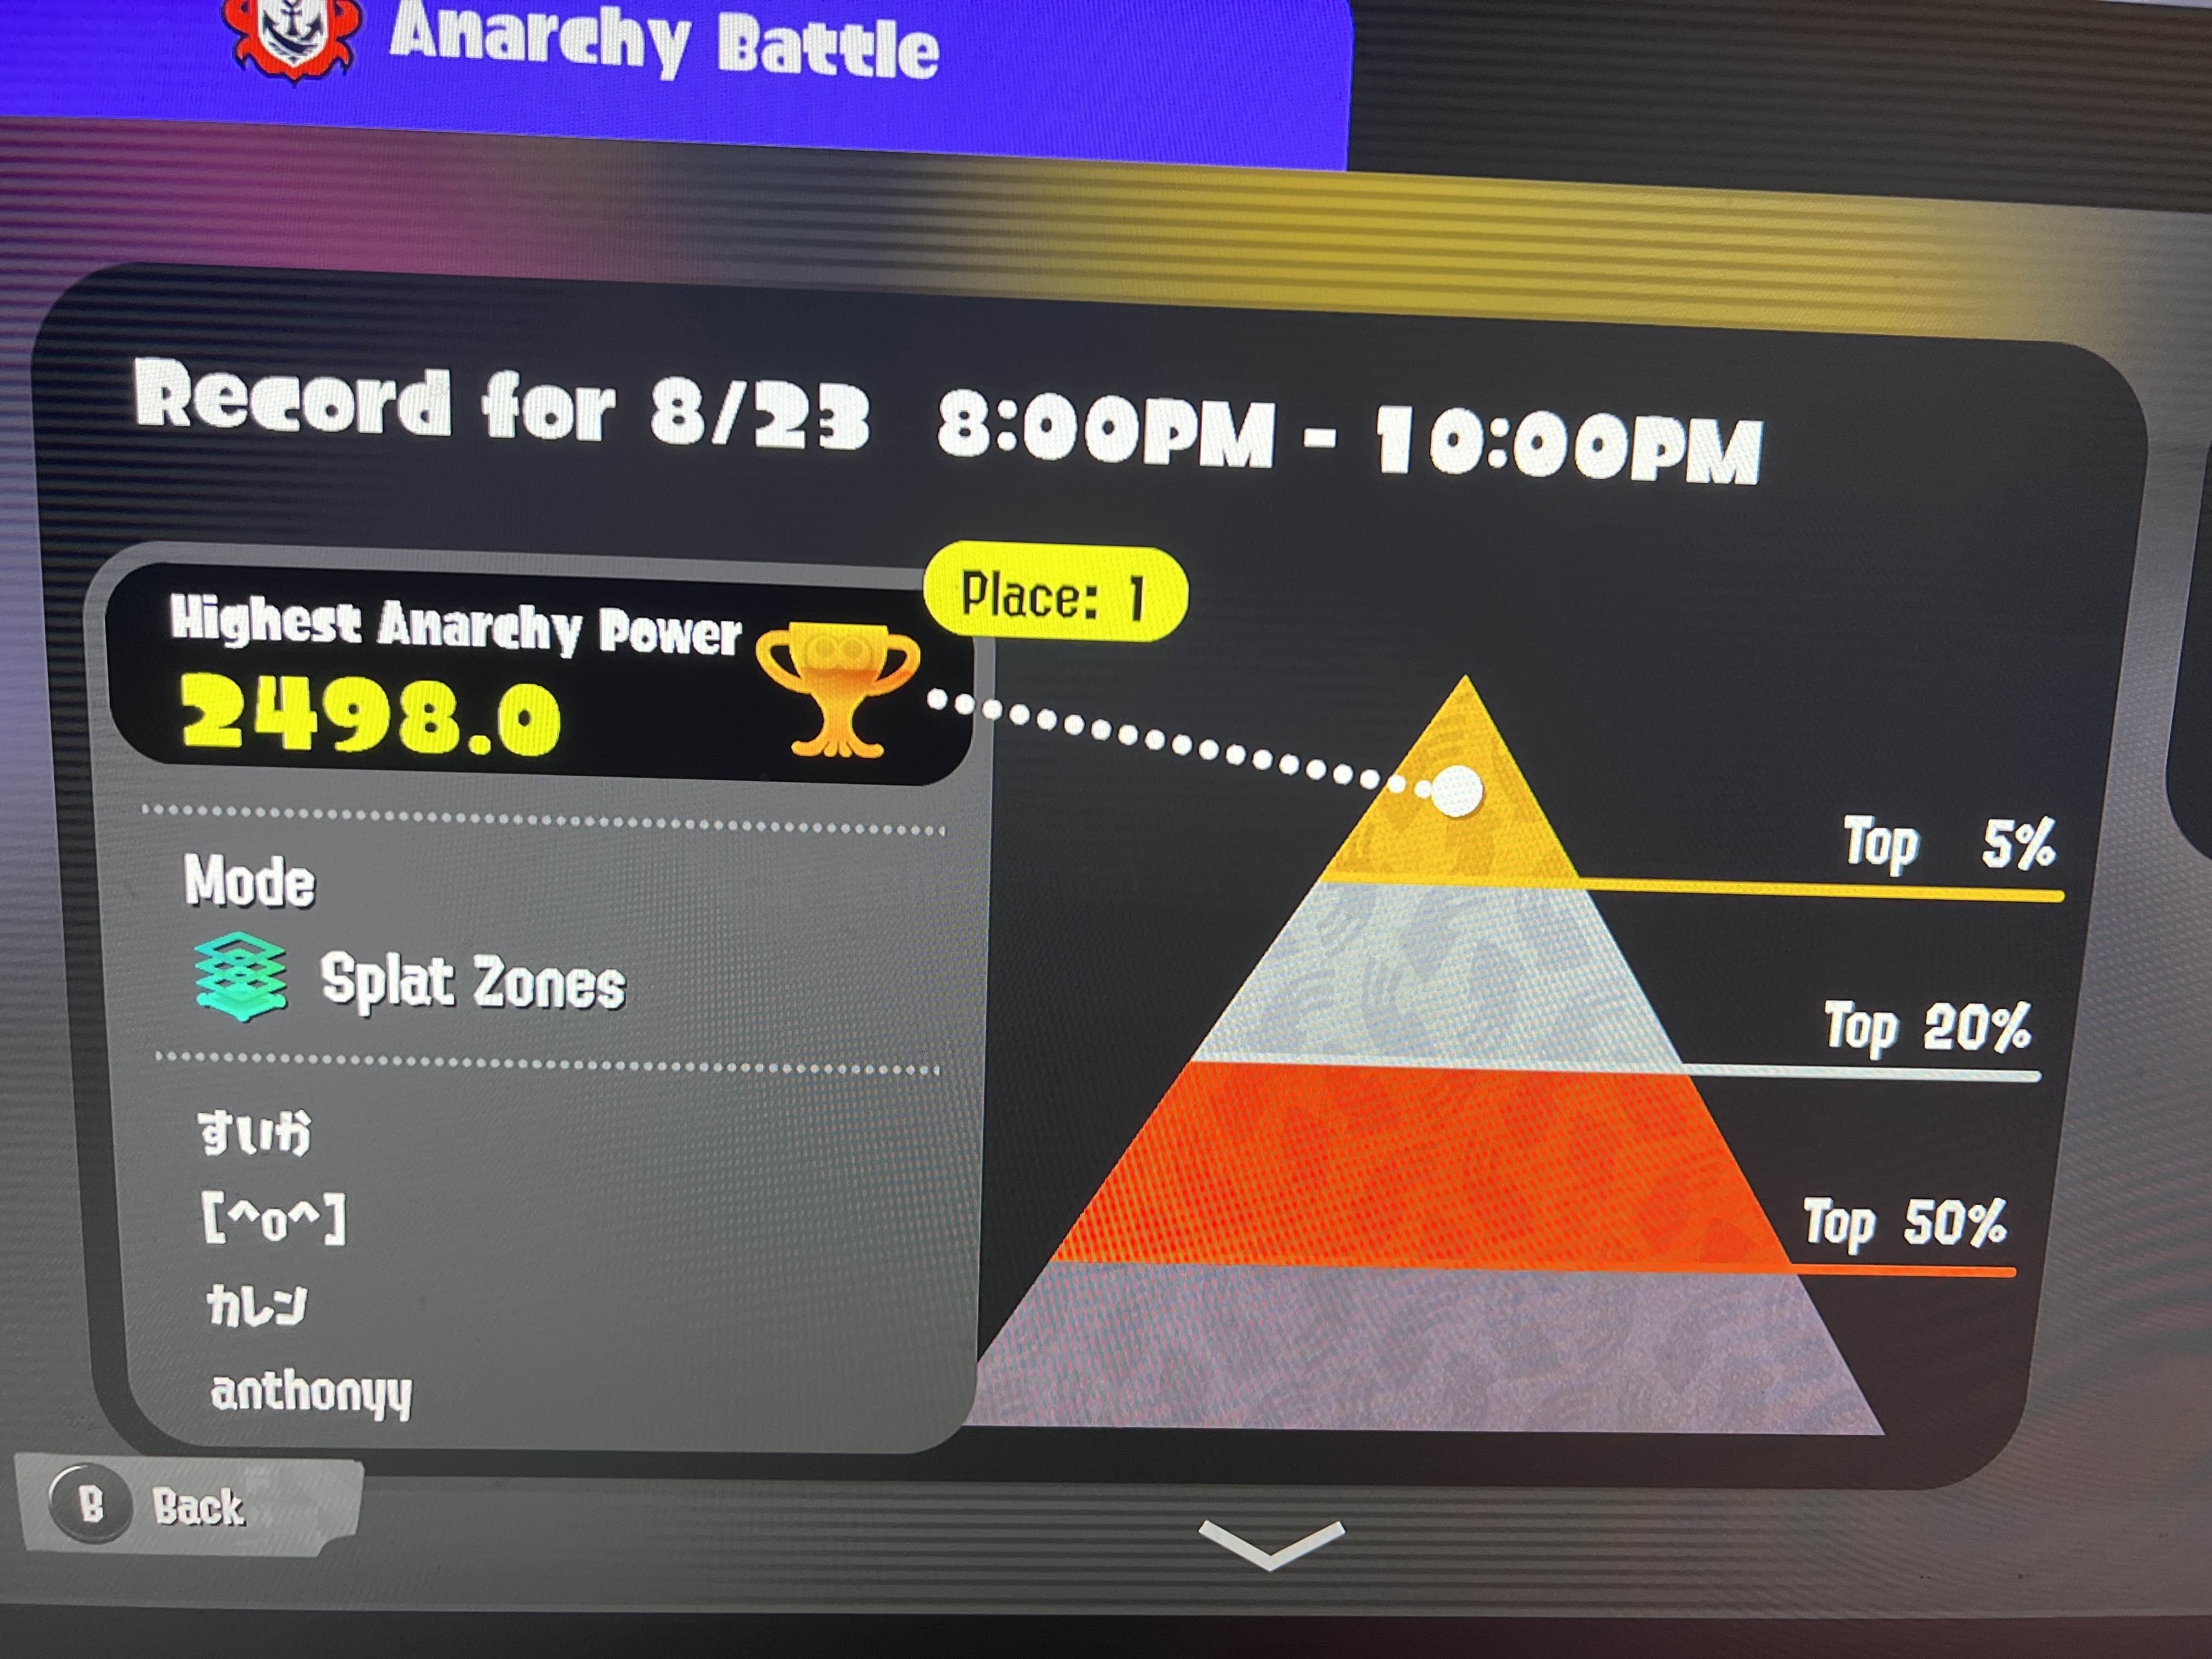 Anarchy Battle
Record for 8/23 8:00PM - 10:00PM
Place: 1
Highest Anarchy Power
2498.0
Mode
Splat Zones
すいか
[^o^]
カレン
anthonyy
Top 5%
Top 20%
Top 50%
B Back